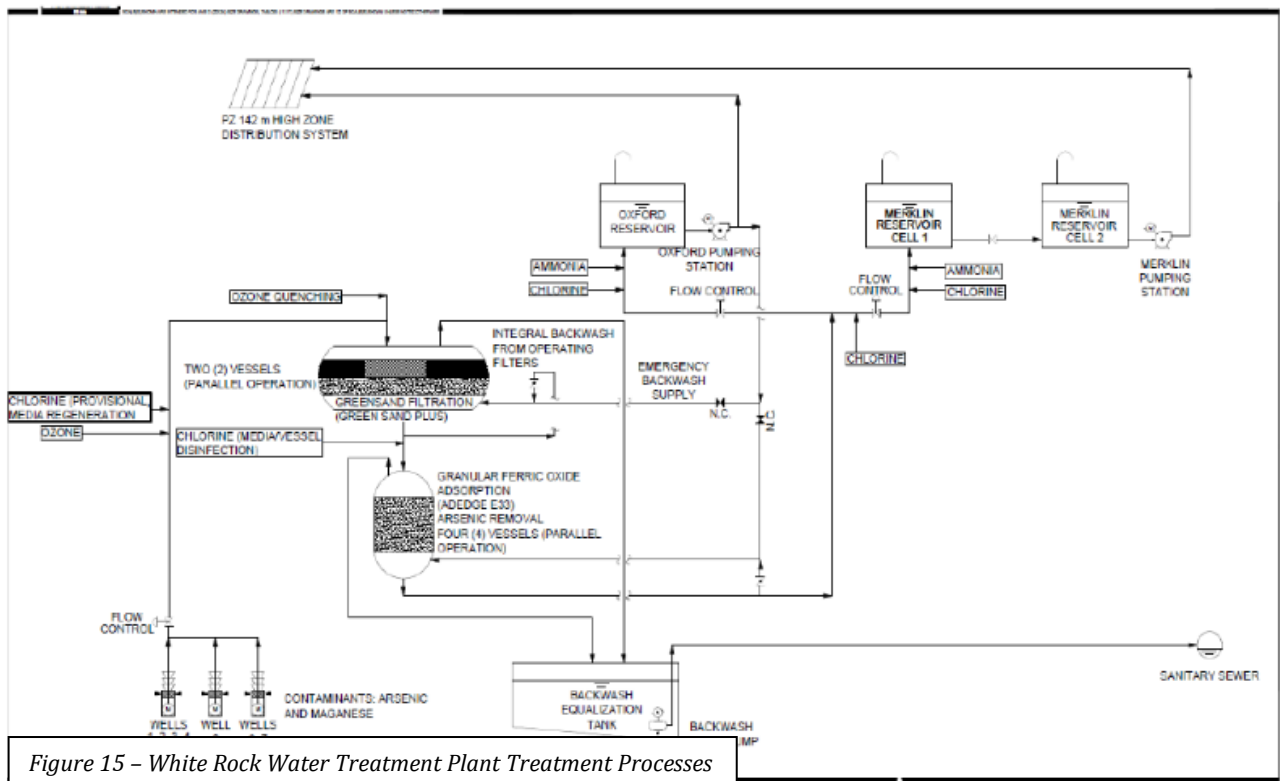 PZ 142 m HIGH ZONE
DISTRIBUTION SYSTEM
OXFORD
RESERVOIR
MERKLIN
RESERVOIR
CELL 1
MERKLIN
RESERVOIR
CELL 2
OXFORD PUMPING
STATION
MERKLIN
PUMPING
STATION
AMMONIA
CHLORINE
FLOW CONTROL
FLOW
CONTROL
AMMONIA
CHLORINE
OZONE QUENCHING
INTEGRAL BACKWASH
FROM OPERATING
FILTERS
CHLORINE
TWO (2) VESSELS
(PARALLEL OPERATION)
EMERGENCY
BACKWASH
SUPPLY
CHLORINE (PROVISIONAL,
MEDIA REGENERATION
GREENSAND FILTRATION
(GREEN SAND PLUS)
N.C.
N.C.
OZONE
CHLORINE (MEDIA/VESSEL
DISINFECTION)
GRANULAR FERRIC OXIDE
ADSORPTION
(ADEDGE E33)
ARSENIC REMOVAL
FOUR (4) VESSELS (PARALLEL
OPERATION)
FLOW
CONTROL
SANITARY SEWER
CONTAMINANTS: ARSENIC
AND MAGANESE
M
M
M
WELLS
WELL
WELLS
BACKWASH
EQUALIZATION
TANK
BACKWASH
Figure 15 – White Rock Water Treatment Plant Treatment Processes